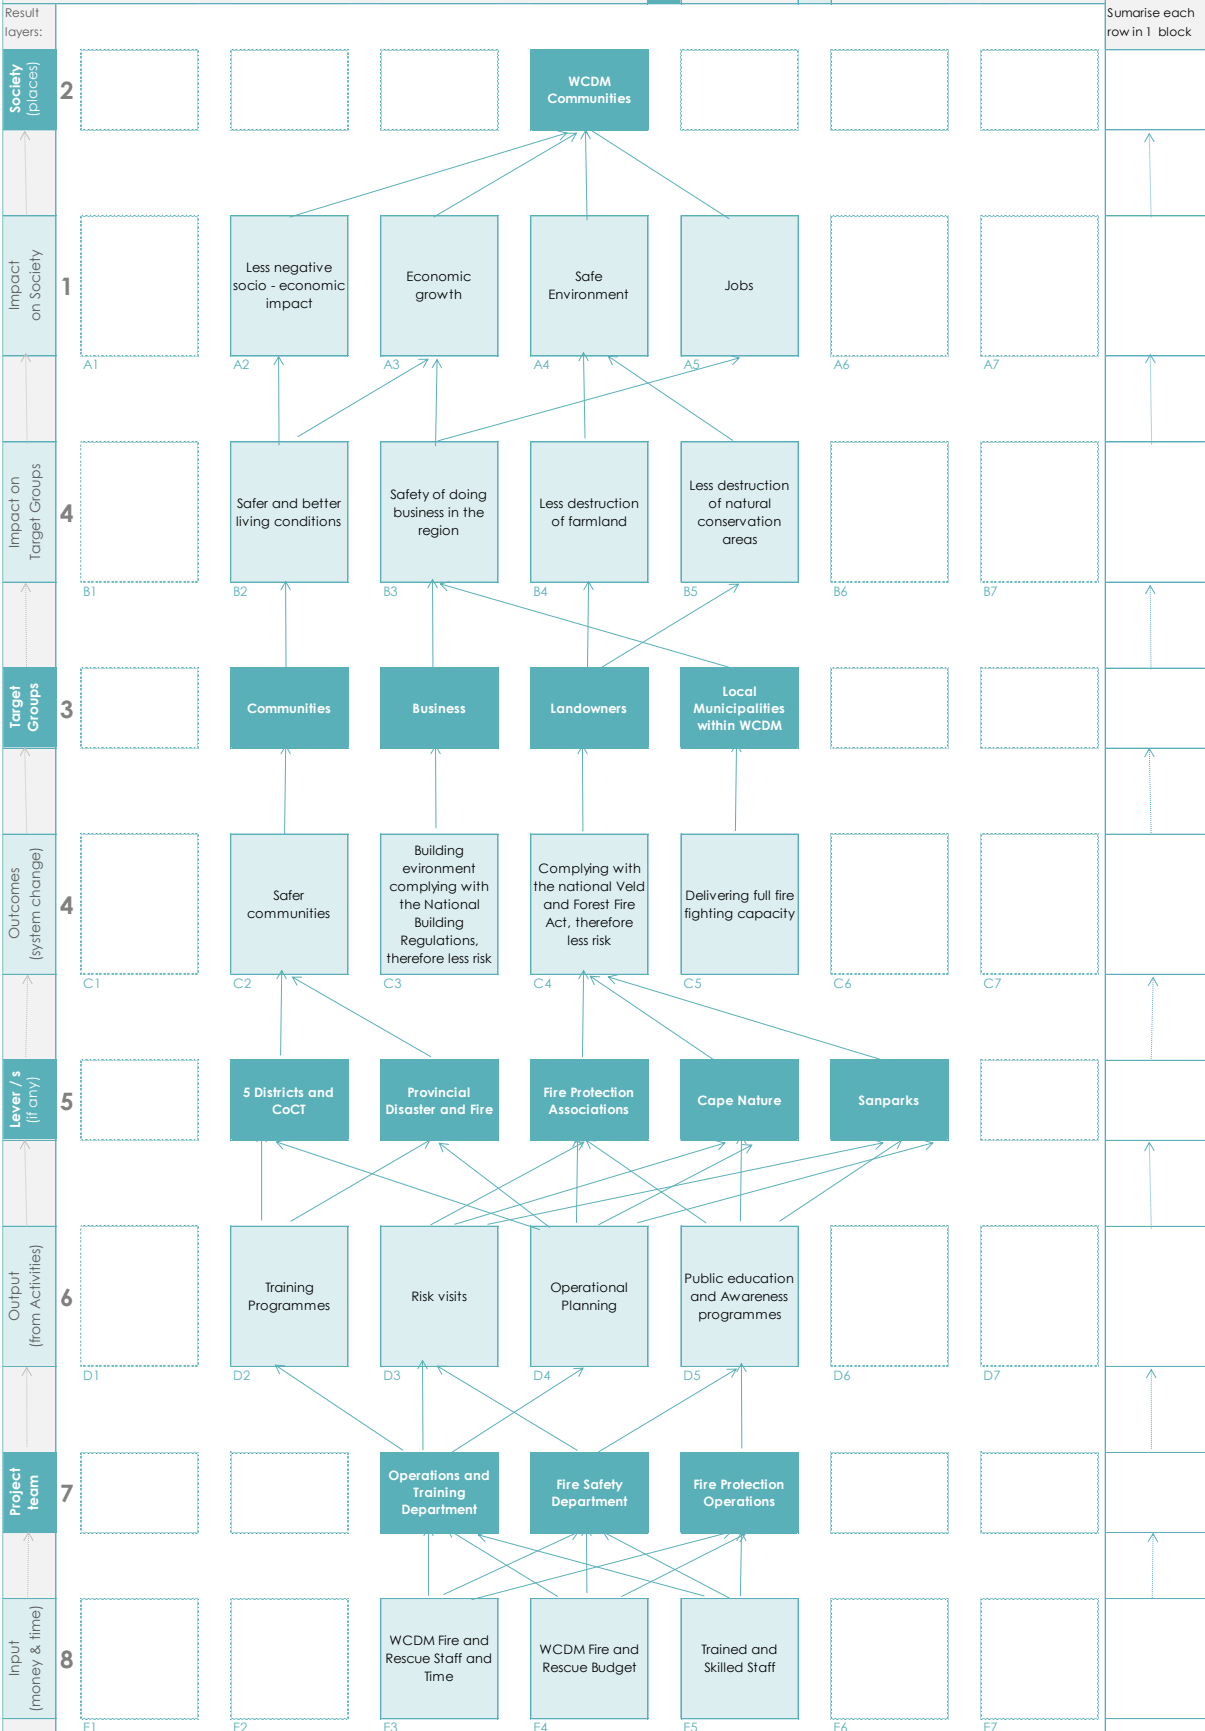 Result
layers:
Sumarise each
row in 1 block
Society
(places)
2
WCDM
Communities
Impact
on Society
1
Less negative
socio - economic
impact
Economic
growth
Safe
Environment
Jobs
A1
A2
A3
A4
A5
A6
A7
Impact on
Target Groups
4
Safer and better
living conditions
Safety of doing
business in the
region
Less destruction
of farmland
Less destruction
of natural
conservation
areas
B1
B2
B3
B4
B5
B6
B7
Target
Groups
3
Communities
Business
Landowners
Local
Municipalities
within WCDM
Outcomes
(system change)
4
Safer
communities
Building
evironment
complying with
the National
Building
Regulations,
therefore less risk
Complying with
the national Veld
and Forest Fire
Act, therefore
less risk
Delivering full fire
fighting capacity
C1
C2
C3
C4
C5
C6
C7
Lever / s
(if any)
5
5 Districts and
CoCT
Provincial
Disaster and Fire
Fire Protection
Associations
Cape Nature
Sanparks
Output
(from Activities)
6
Training
Programmes
Risk visits
Operational
Planning
Public education
and Awareness
programmes
D1
D2
D3
D4
D5
D6
D7
Project
team
7
Operations and
Training
Department
Fire Safety
Department
Fire Protection
Operations
Input
(money & time)
8
WCDM Fire and
Rescue Staff and
Time
WCDM Fire and
Rescue Budget
Trained and
Skilled Staff
E1
E2
E3
E4
E5
E6
E7